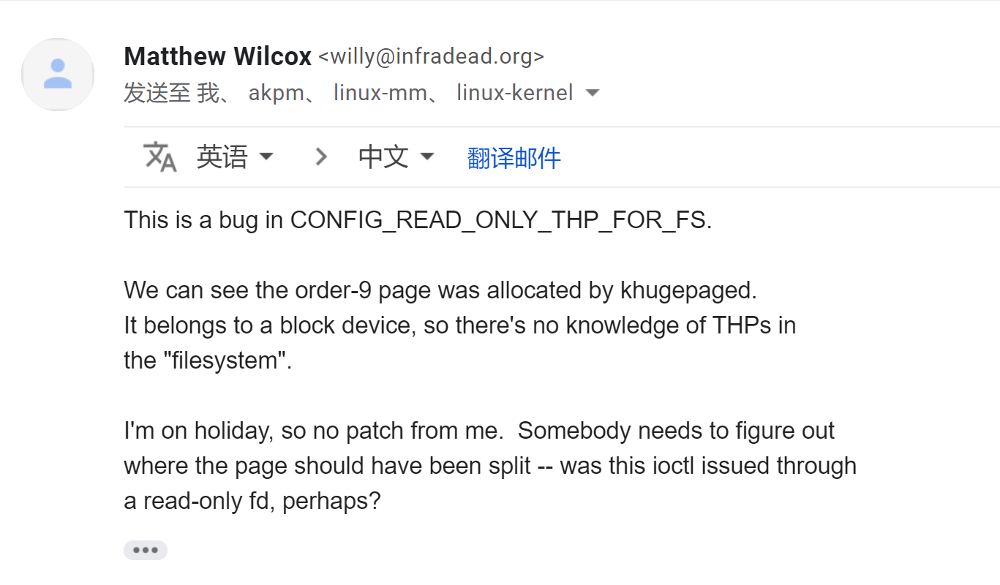 Matthew Wilcox <willy@infradead.org>
发送至 我、 akpm、 linux-mm、 linux-kernel
英语 > 中文 翻译邮件
This is a bug in CONFIG_READ_ONLY_THP_FOR_FS.
We can see the order-9 page was allocated by khugepaged.
It belongs to a block device, so there's no knowledge of THPs in
the "filesystem".
I'm on holiday, so no patch from me.  Somebody needs to figure out
where the page should have been split -- was this ioctl issued through
a read-only fd, perhaps?